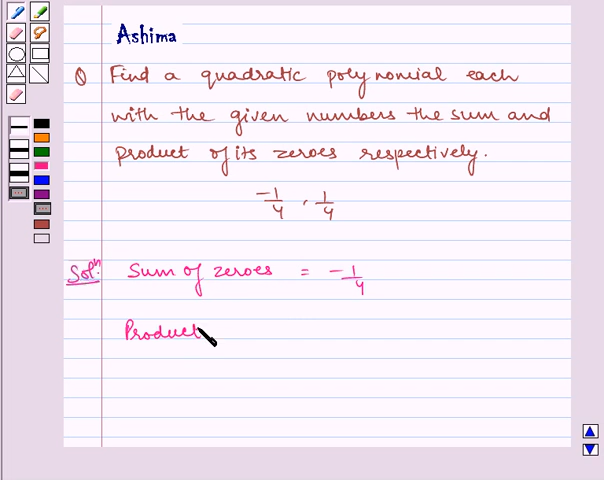 Ashima
Q Find a quadratic polynomial each
with the given numbers the sum and
product of its zeroes respectively.
-1/4 , 1/4
Solⁿ. Sum of zeroes = -1/4
Product